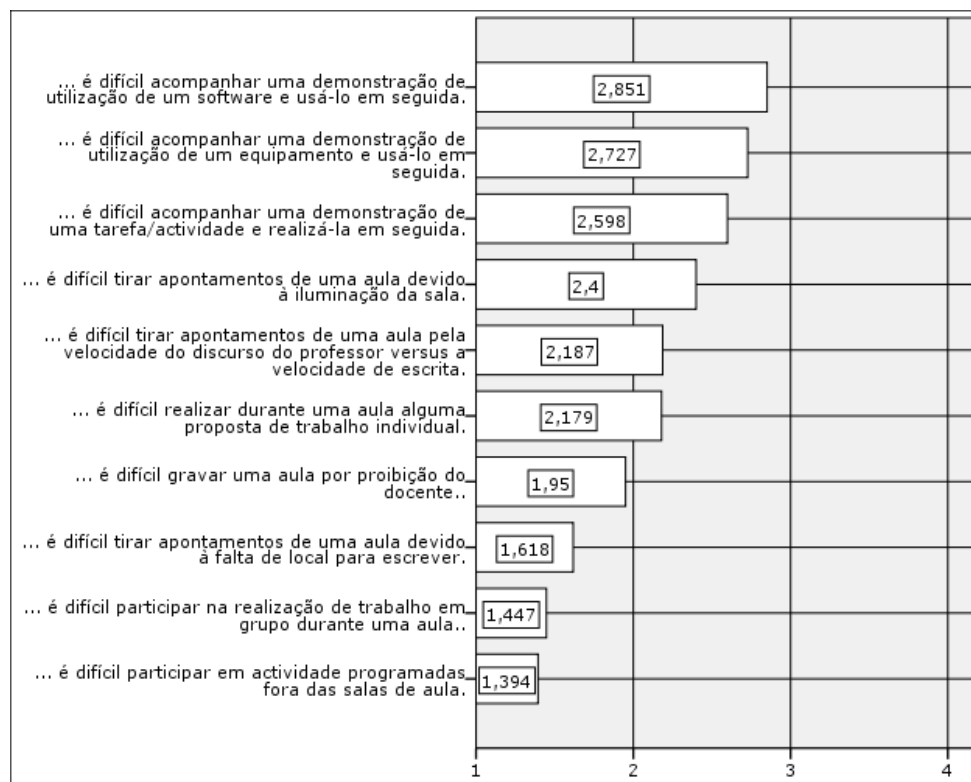 ... é difícil acompanhar uma demonstração de
utilização de um software e usá-lo em seguida.
2,851
... é difícil acompanhar uma demonstração de
utilização de um equipamento e usá-lo em
seguida.
2,727
... é difícil acompanhar uma demonstração de
uma tarefa/actividade e realizá-la em seguida.
2,598
... é difícil tirar apontamentos de uma aula devido
à iluminação da sala.
2,4
... é difícil tirar apontamentos de uma aula pela
velocidade do discurso do professor versus a
velocidade de escrita.
2,187
... é difícil realizar durante uma aula alguma
proposta de trabalho individual.
2,179
... é difícil gravar uma aula por proibição do
docente..
1,95
... é difícil tirar apontamentos de uma aula devido
à falta de local para escrever.
1,618
... é difícil participar na realização de trabalho em
grupo durante uma aula..
1,447
... é difícil participar em actividade programadas
fora das salas de aula.
1,394
1 2 3 4